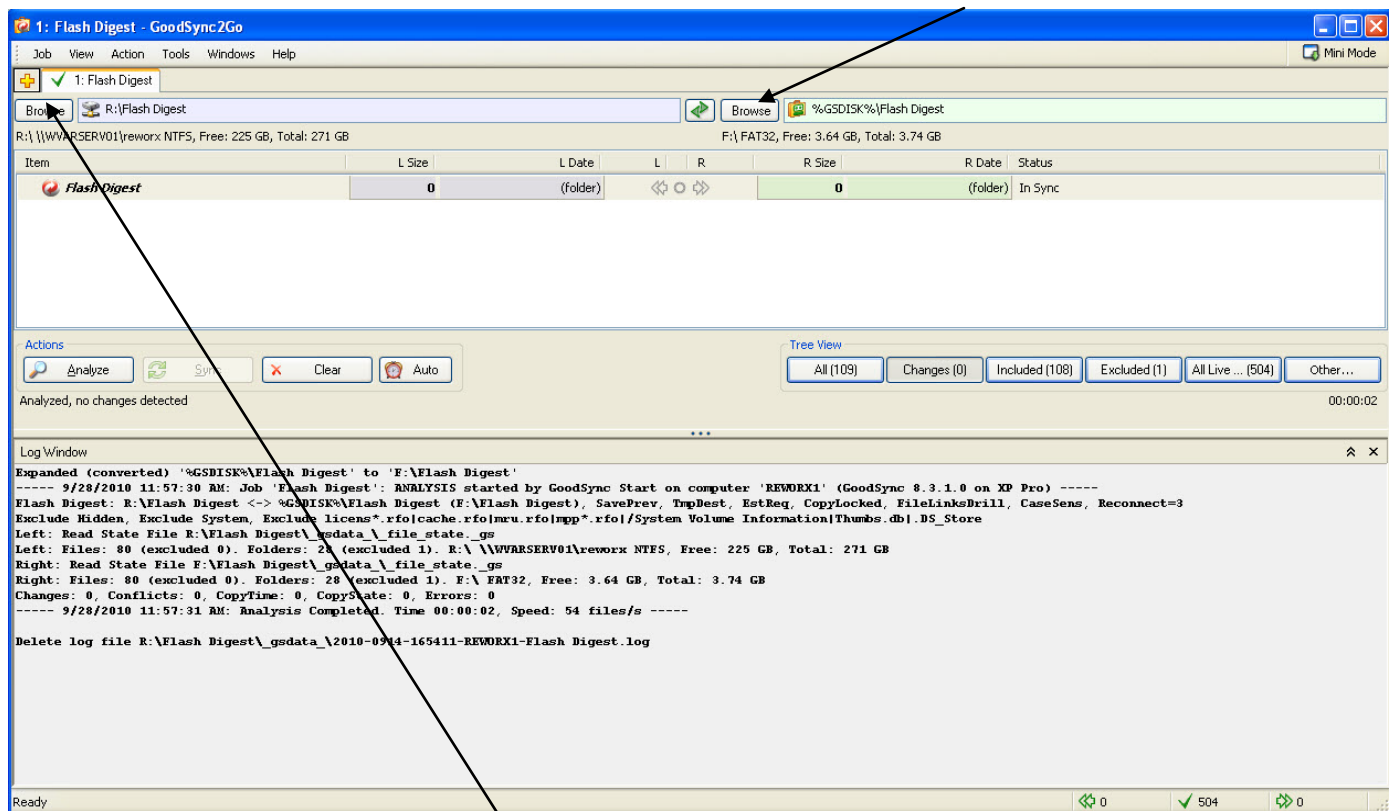 1: Flash Digest - GoodSync2Go
Job View Action Tools Windows Help Mini Mode
1: Flash Digest
Browse R:\Flash Digest Browse %GSDISK%\Flash Digest
R:\ \\WVARSERV01\reworx NTFS, Free: 225 GB, Total: 271 GB F:\ FAT32, Free: 3.64 GB, Total: 3.74 GB
Item L Size L Date L R R Size R Date Status
Flash Digest 0 (folder) 0 (folder) In Sync
Actions Tree View
Analyze Sync Clear Auto All (109) Changes (0) Included (108) Excluded (1) All Live ... (504) Other...
Analyzed, no changes detected 00:00:02
Log Window
Expanded (converted) '%GSDISK%\Flash Digest' to 'F:\Flash Digest'
----- 9/28/2010 11:57:30 AM: Job 'Flash Digest': ANALYSIS started by GoodSync Start on computer 'REWORX1' (GoodSync 8.3.1.0 on XP Pro) -----
Flash Digest: R:\Flash Digest <-> %GSDISK%\Flash Digest (F:\Flash Digest), SavePrev, TmpDest, EstReq, CopyLocked, FileLinksDrill, CaseSens, Reconnect=3
Exclude Hidden, Exclude System, Exclude licens*.rfo|cache.rfo|mru.rfo|mpp*.rfo|/System Volume Information|Thumbs.db|.DS_Store
Left: Read State File R:\Flash Digest\_gsdata_\_file_state._gs
Left: Files: 80 (excluded 0). Folders: 28 (excluded 1). R:\ \\WVARSERV01\reworx NTFS, Free: 225 GB, Total: 271 GB
Right: Read State File F:\Flash Digest\_gsdata_\_file_state._gs
Right: Files: 80 (excluded 0). Folders: 28 (excluded 1). F:\ FAT32, Free: 3.64 GB, Total: 3.74 GB
Changes: 0, Conflicts: 0, CopyTime: 0, CopyState: 0, Errors: 0
----- 9/28/2010 11:57:31 AM: Analysis Completed. Time 00:00:02, Speed: 54 files/s -----
Delete log file R:\Flash Digest\_gsdata_\2010-0914-165411-REWORX1-Flash Digest.log
Ready 0 504 0